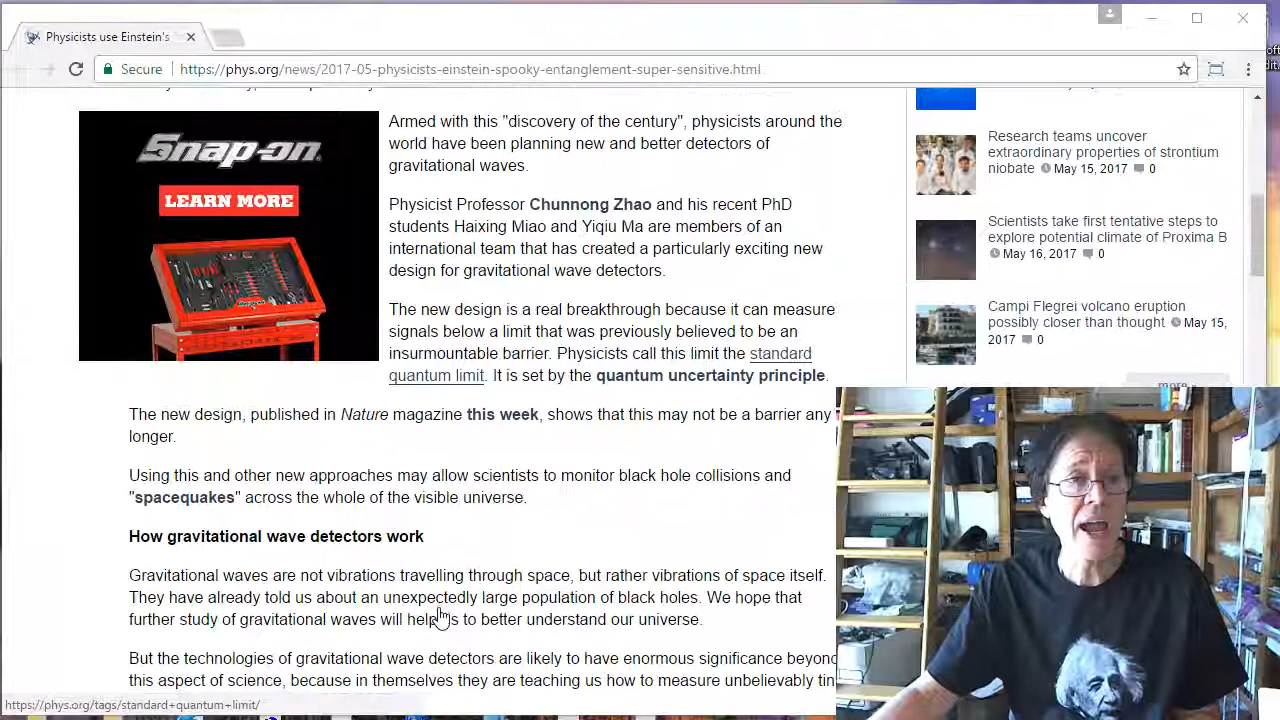 Physicists use Einstein's
Secure
https://phys.org/news/2017-05-physicists-einstein-spooky-entanglement-super-sensitive.html
Snap-on
LEARN MORE
Armed with this "discovery of the century", physicists around the
world have been planning new and better detectors of
gravitational waves.
Physicist Professor Chunnong Zhao and his recent PhD
students Haixing Miao and Yiqiu Ma are members of an
international team that has created a particularly exciting new
design for gravitational wave detectors.
The new design is a real breakthrough because it can measure
signals below a limit that was previously believed to be an
insurmountable barrier. Physicists call this limit the standard
quantum limit. It is set by the quantum uncertainty principle.
The new design, published in Nature magazine this week, shows that this may not be a barrier any
longer.
Using this and other new approaches may allow scientists to monitor black hole collisions and
"spacequakes" across the whole of the visible universe.
How gravitational wave detectors work
Gravitational waves are not vibrations travelling through space, but rather vibrations of space itself.
They have already told us about an unexpectedly large population of black holes. We hope that
further study of gravitational waves will help us to better understand our universe.
But the technologies of gravitational wave detectors are likely to have enormous significance beyond
this aspect of science, because in themselves they are teaching us how to measure unbelievably tin
Research teams uncover
extraordinary properties of strontium
niobate May 15, 2017 0
Scientists take first tentative steps to
explore potential climate of Proxima B
May 16, 2017 0
Campi Flegrei volcano eruption
possibly closer than thought May 15,
2017 0
more
https://phys.org/tags/standard+quantum+limit/